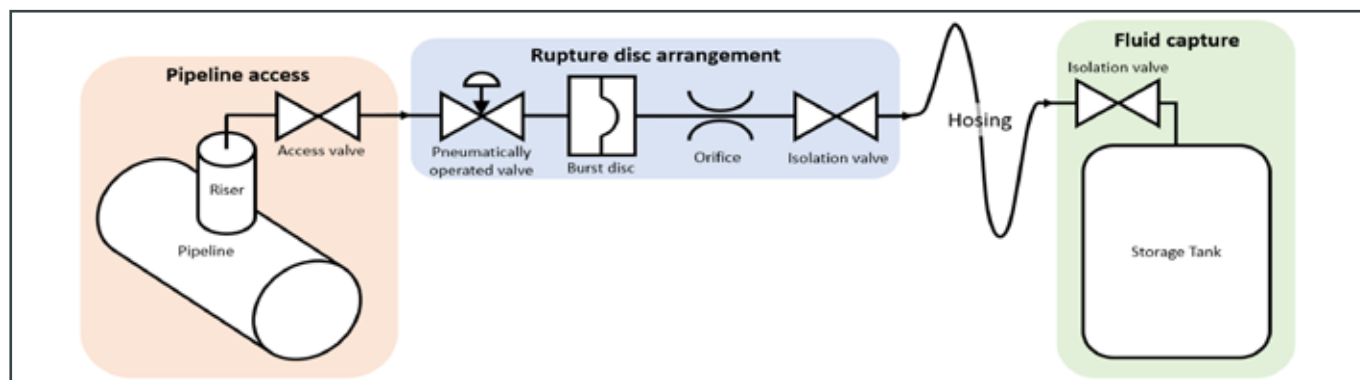 Pipeline access
Riser
Pipeline
Access valve
Rupture disc arrangement
Pneumatically
operated valve
Burst disc
Orifice
Isolation valve
Hosing
Fluid capture
Isolation valve
Storage Tank